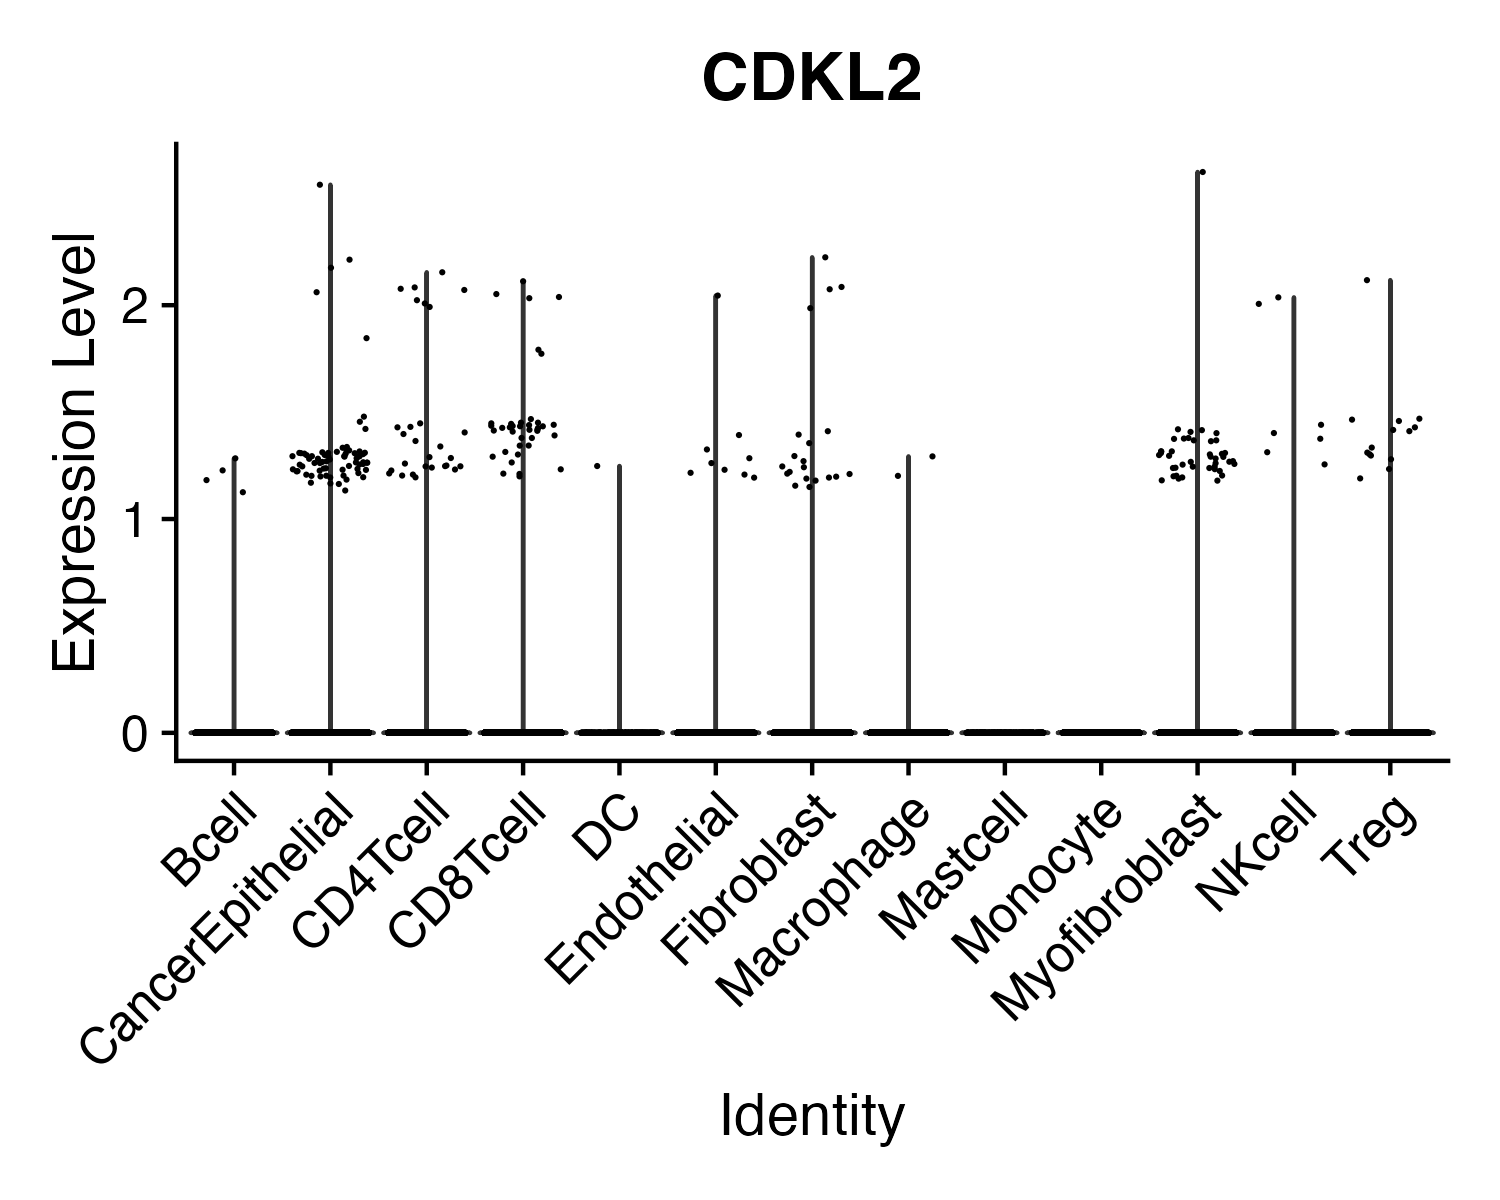 CDKL2
Expression Level
2
1
0
Bcell
CancerEpithelial
CD4Tcell
CD8Tcell
DC
Endothelial
Fibroblast
Macrophage
Mastcell
Monocyte
Myofibroblast
NKcell
Treg
Identity